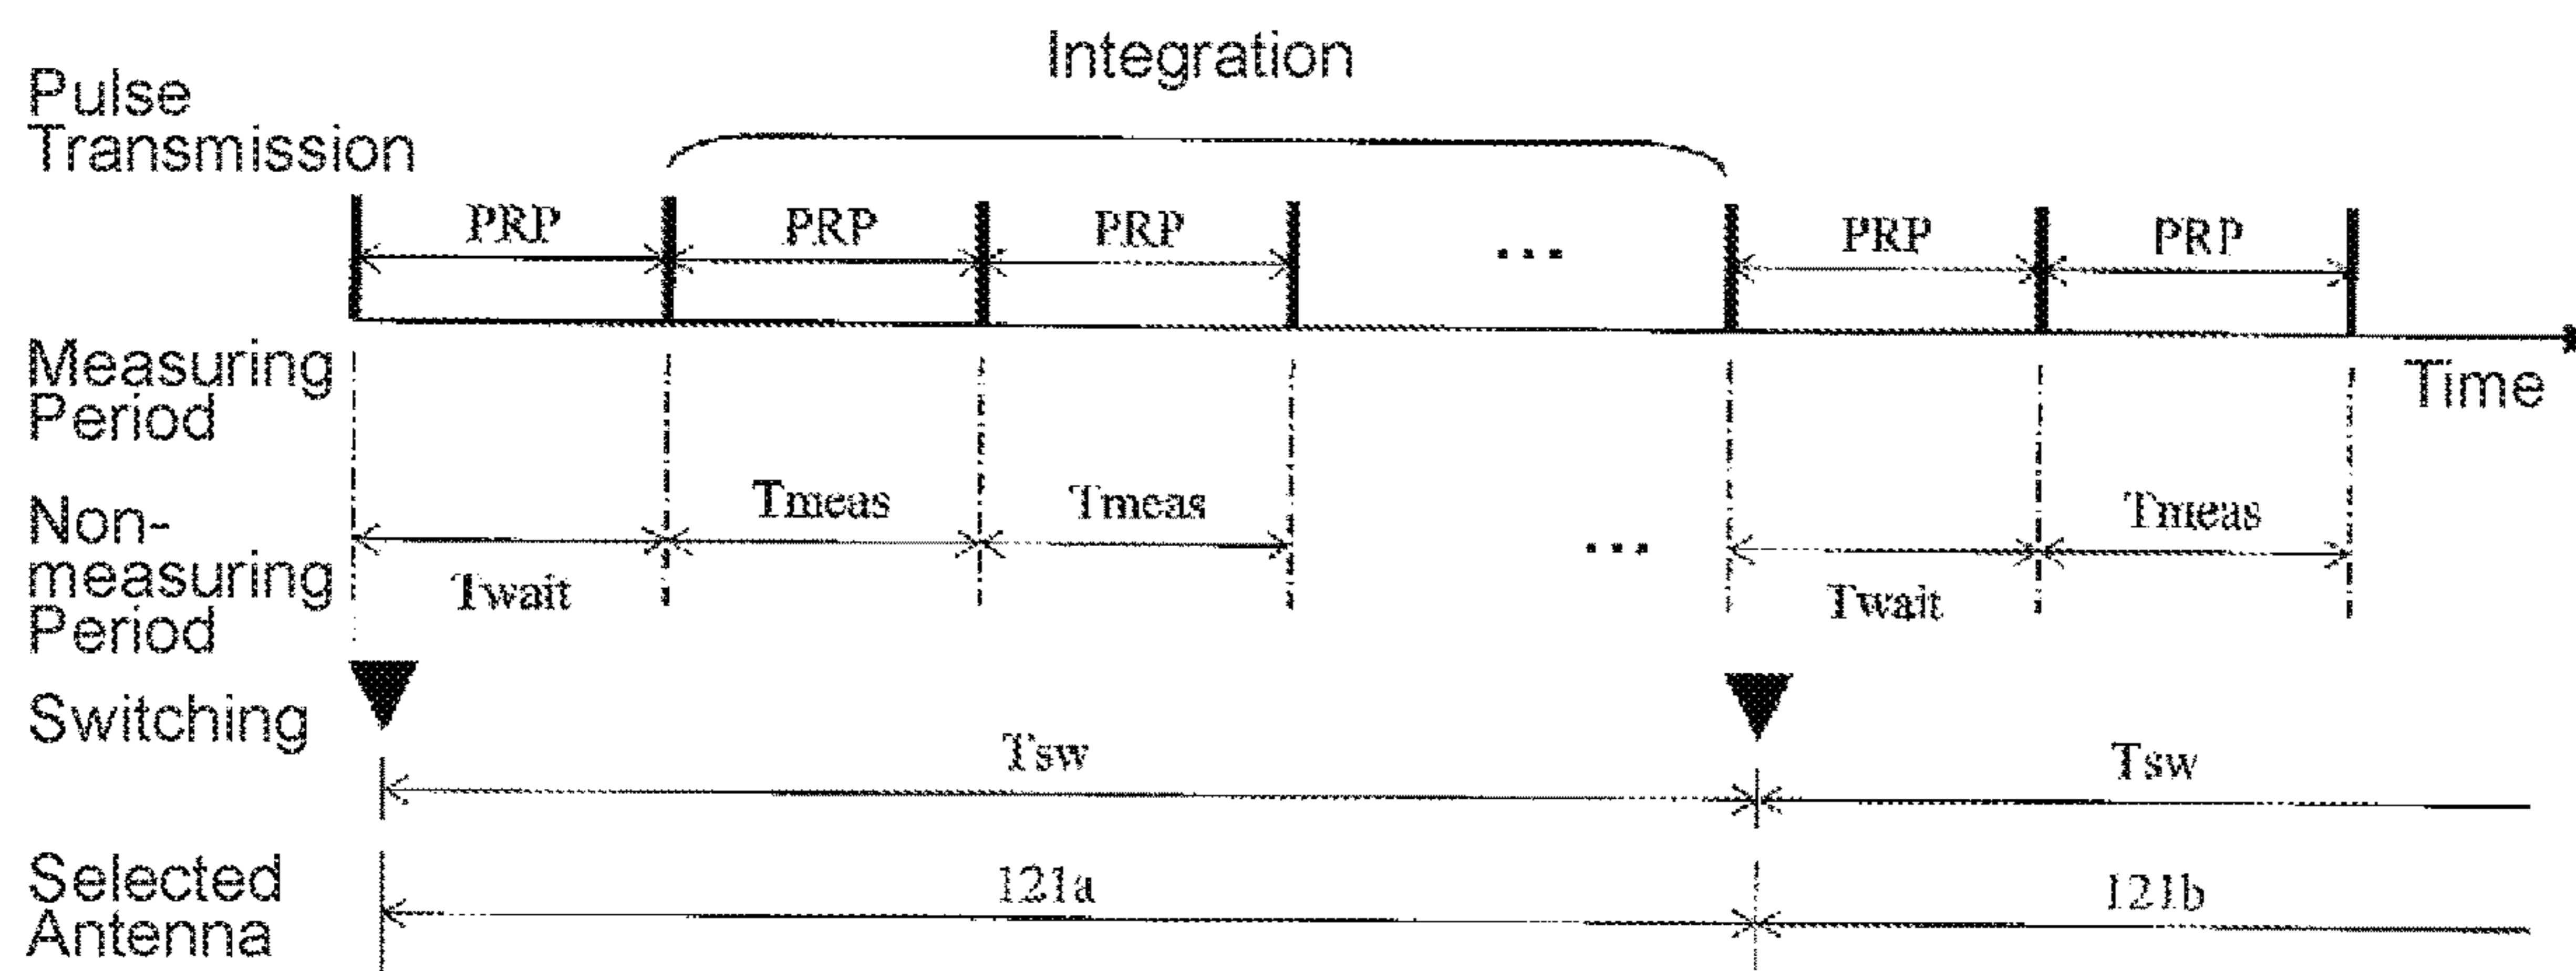 Integration
Pulse
Transmission
PRP PRP PRP ... PRP PRP
Measuring
Period
Time
Non-
measuring
Period
Tmeas Tmeas ... Tmeas
Twait Twait
Switching
Tsw Tsw
Selected
Antenna
121a 121b